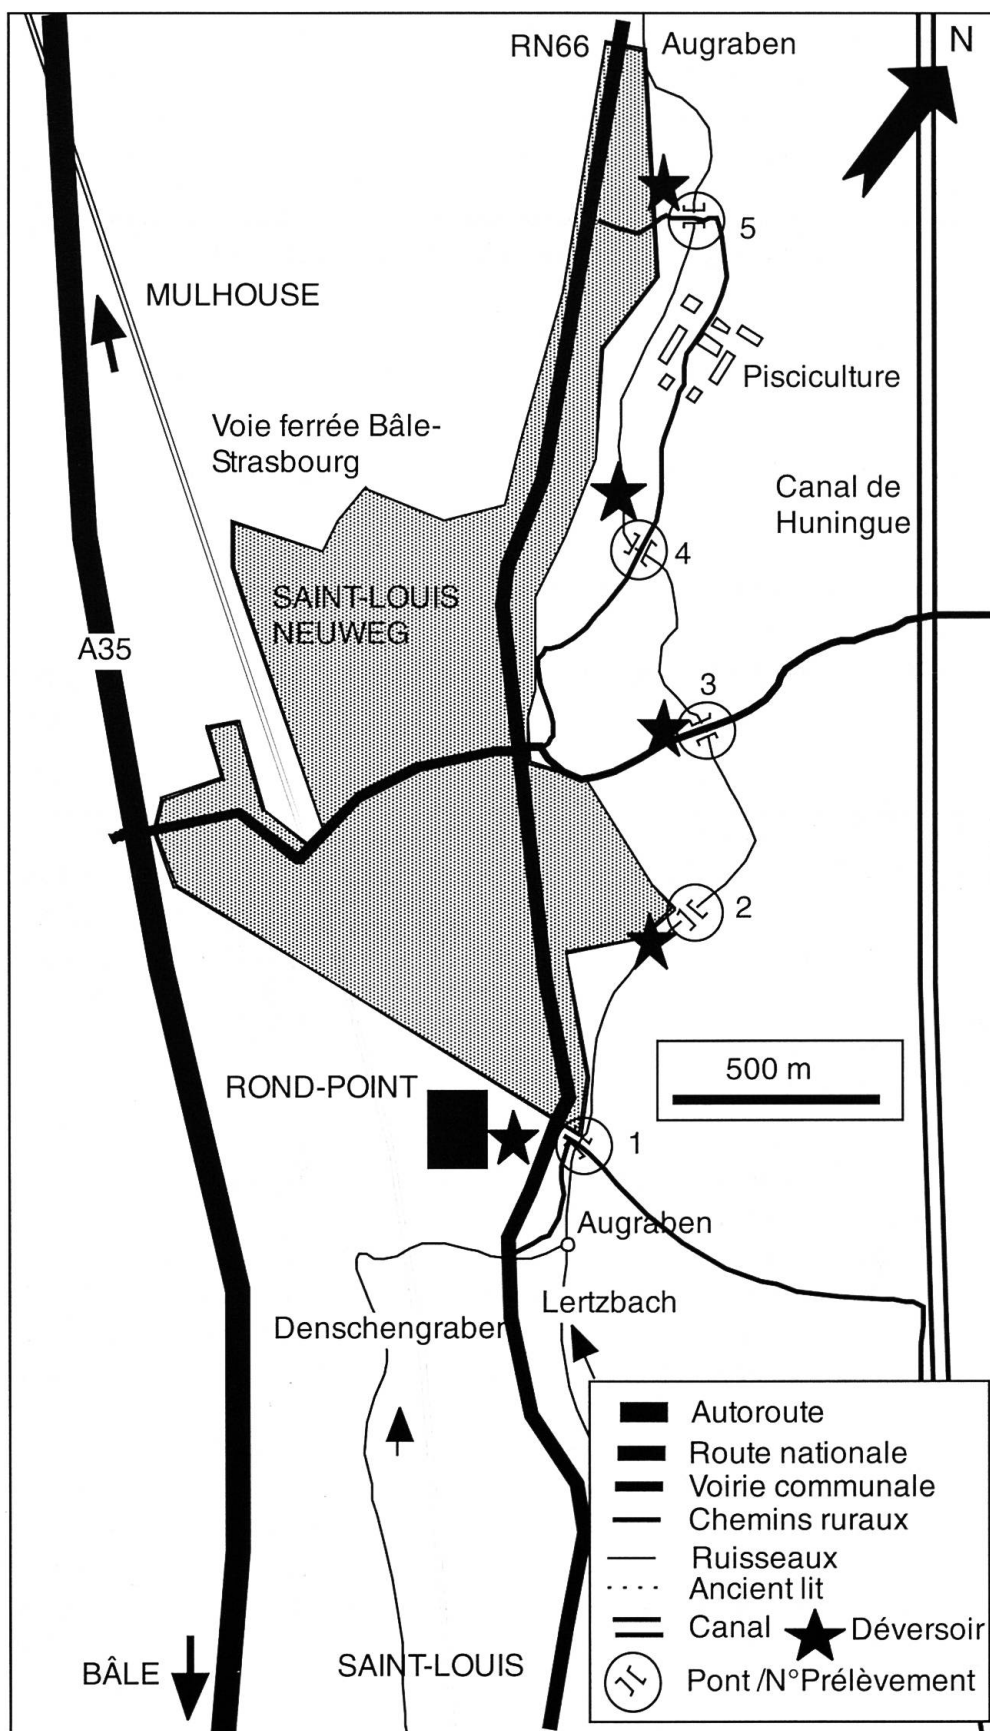 RN66
Augraben
N
5
MULHOUSE
Pisciculture
Voie ferrée Bâle-
Strasbourg
Canal de
Huningue
4
SAINT-LOUIS
NEUWEG
A35
3
2
500 m
ROND-POINT
1
Augraben
Lertzbach
Denschengraben
Autoroute
Route nationale
Voirie communale
Chemins ruraux
Ruisseaux
Ancient lit
Canal
Déversoir
Pont /N°Prélèvement
SAINT-LOUIS
BÂLE